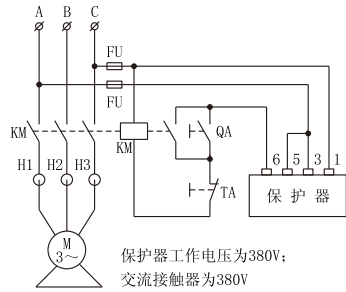 A B C
FU
FU
KM
KM
QA
H1 H2 H3
TA
6 5 3 1
保护器
M
3～
保护器工作电压为380V；
交流接触器为380V